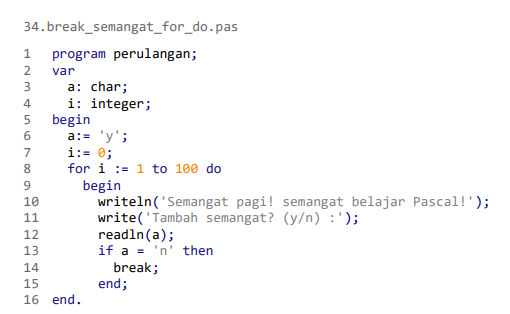 34.break_semangat_for_do.pas
1 program perulangan;
2 var
3   a: char;
4   i: integer;
5 begin
6   a:= 'y';
7   i:= 0;
8   for i := 1 to 100 do
9     begin
10       writeln('Semangat pagi! semangat belajar Pascal!');
11       write('Tambah semangat? (y/n) :');
12       readln(a);
13       if a = 'n' then
14         break;
15       end;
16 end.